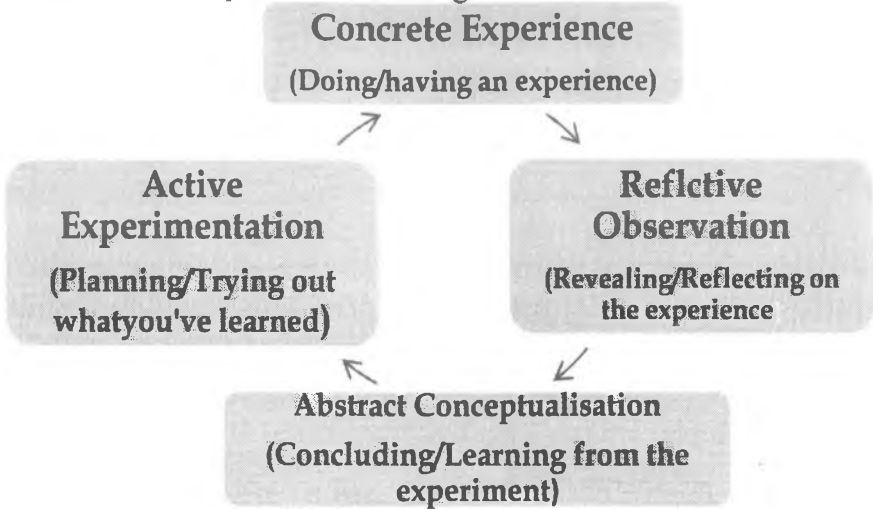 Concrete Experience
(Doing/having an experience)
Active
Experimentation
(Planning/Trying out
whatyou've learned)
Reflctive
Observation
(Revealing/Reflecting on
the experience
Abstract Conceptualisation
(Concluding/Learning from the
experiment)